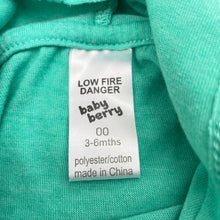 LOW FIRE
DANGER
baby
berry
00
3-6mths
polyester/cotton
made in China